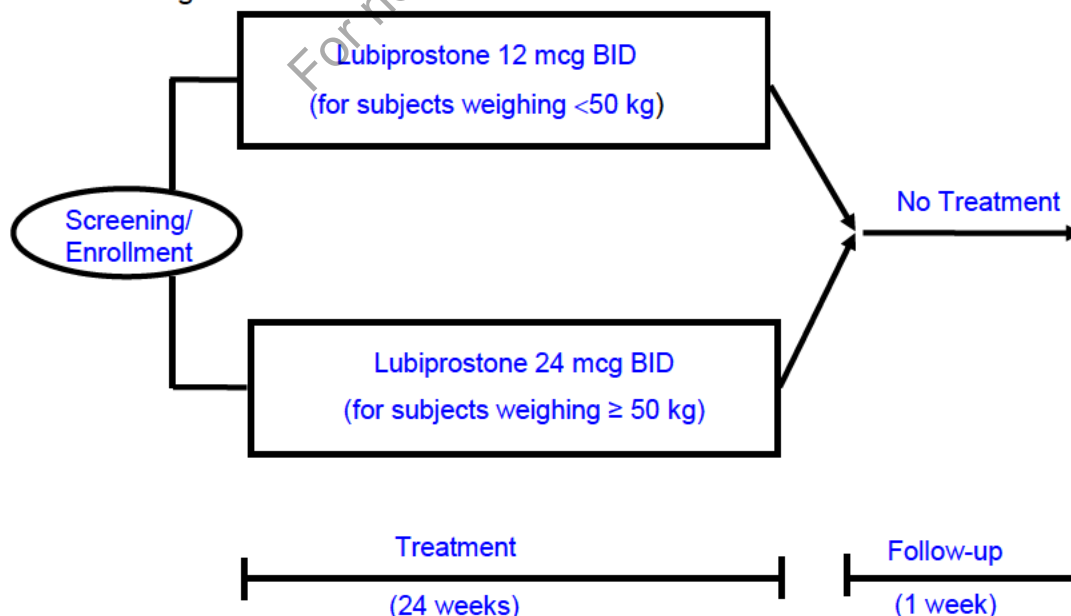 Lubiprostone 12 mcg BID
(for subjects weighing <50 kg)
Screening/
Enrollment
No Treatment
Lubiprostone 24 mcg BID
(for subjects weighing ≥ 50 kg)
Treatment
(24 weeks)
Follow-up
(1 week)
For